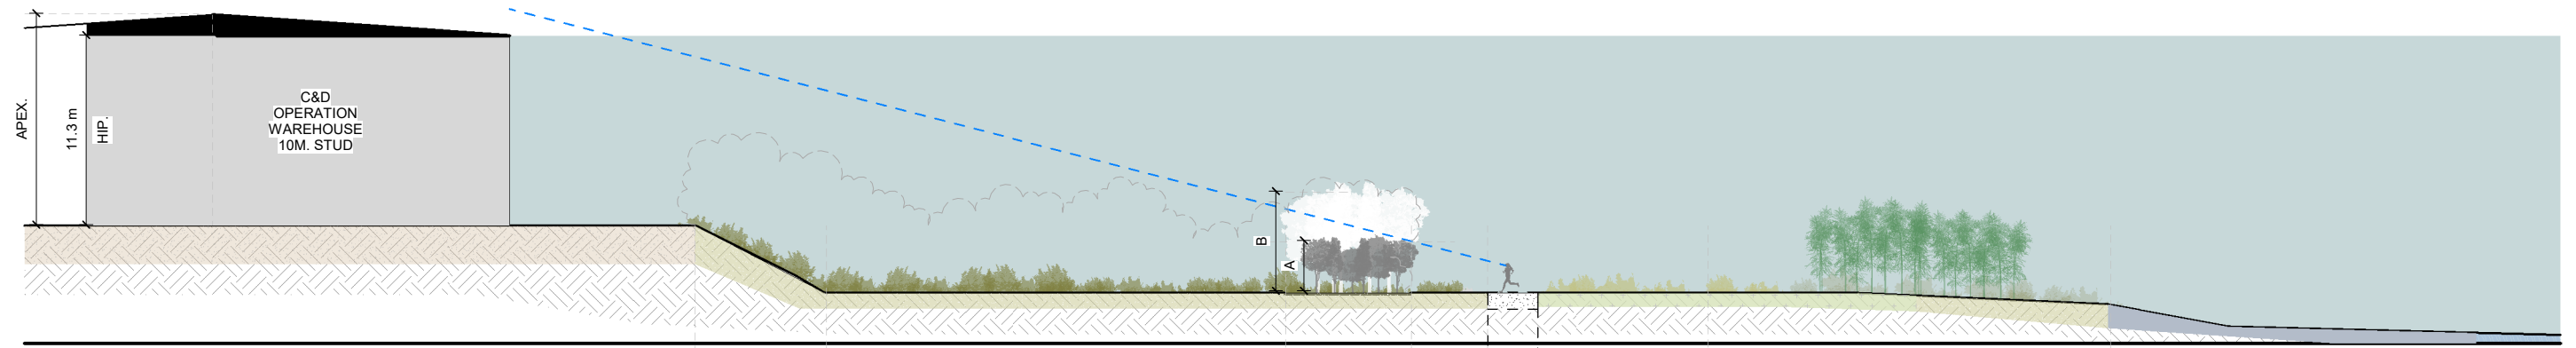 APEX.
11.3 m
HIP.
C&D
OPERATION
WAREHOUSE
10M. STUD
B
A